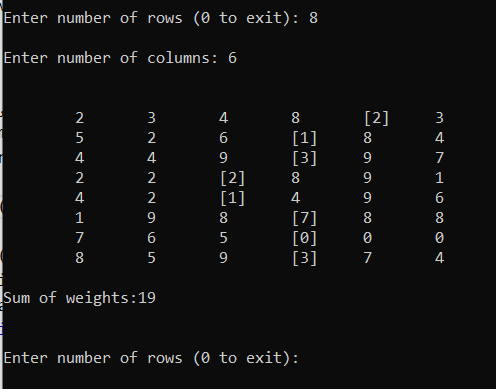 Enter number of rows (0 to exit): 8
Enter number of columns: 6
2 3 4 8 [2] 3
5 2 6 [1] 8 4
4 4 9 [3] 9 7
2 2 [2] 8 9 1
4 2 [1] 4 9 6
1 9 8 [7] 8 8
7 6 5 [0] 0 0
8 5 9 [3] 7 4
Sum of weights:19
Enter number of rows (0 to exit):